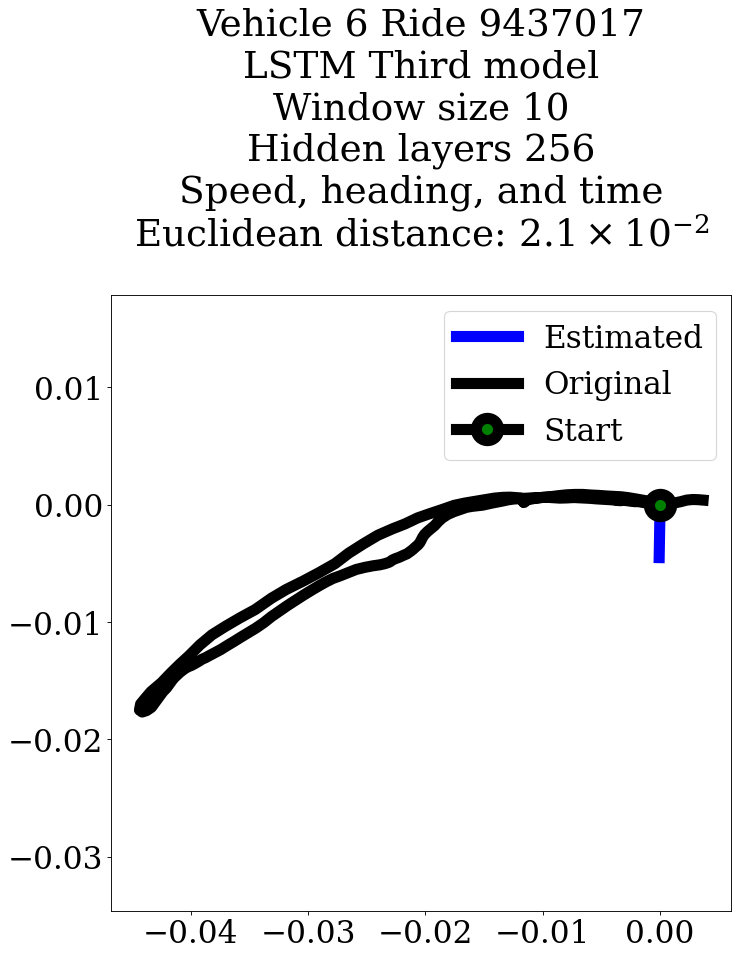 Vehicle 6 Ride 9437017
LSTM Third model
Window size 10
Hidden layers 256
Speed, heading, and time
Euclidean distance: 2.1 × 10⁻²
Estimated
Original
Start
0.01
0.00
−0.01
−0.02
−0.03
−0.04 −0.03 −0.02 −0.01 0.00